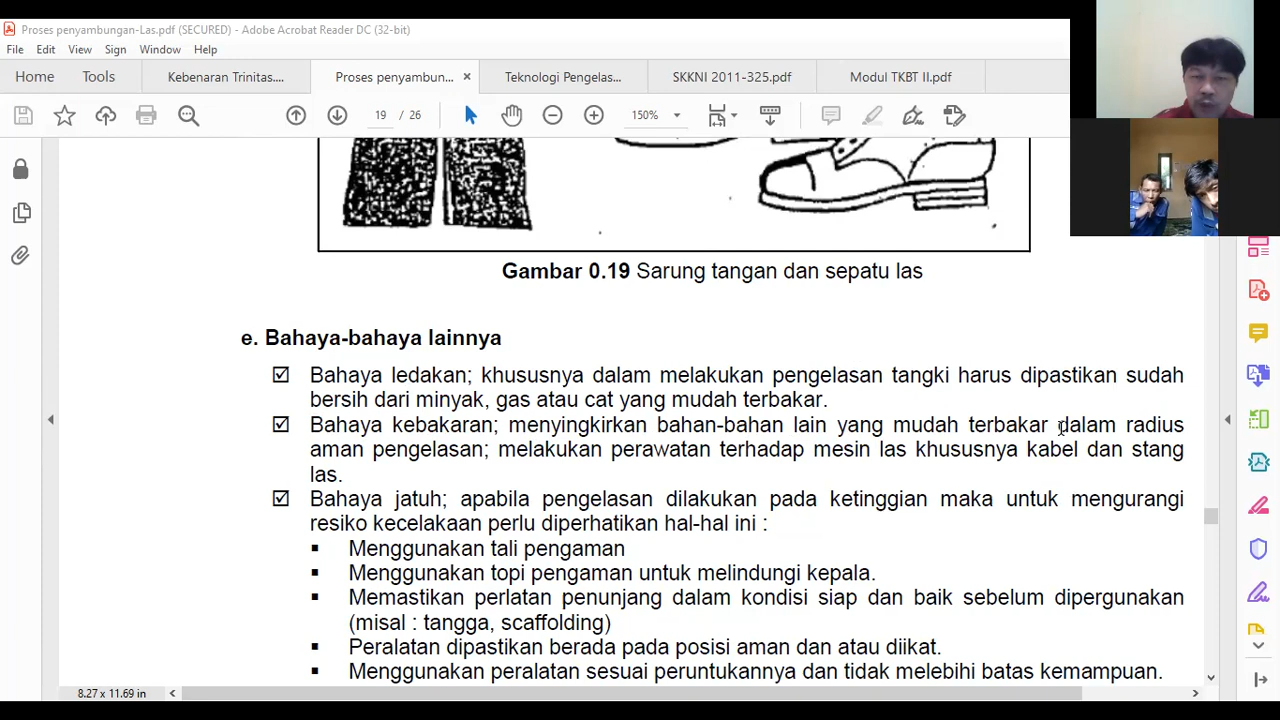 Proses penyambungan-Las.pdf (SECURED) - Adobe Acrobat Reader DC (32-bit)
File Edit View Sign Window Help
Home Tools Kebenaran Trinitas.... Proses penyambun... × Teknologi Pengelas... SKKNI 2011-325.pdf Modul TKBT II.pdf
19 / 26 150%
Gambar 0.19 Sarung tangan dan sepatu las
e. Bahaya-bahaya lainnya
Bahaya ledakan; khususnya dalam melakukan pengelasan tangki harus dipastikan sudah
bersih dari minyak, gas atau cat yang mudah terbakar.
Bahaya kebakaran; menyingkirkan bahan-bahan lain yang mudah terbakar dalam radius
aman pengelasan; melakukan perawatan terhadap mesin las khususnya kabel dan stang
las.
Bahaya jatuh; apabila pengelasan dilakukan pada ketinggian maka untuk mengurangi
resiko kecelakaan perlu diperhatikan hal-hal ini :
▪ Menggunakan tali pengaman
▪ Menggunakan topi pengaman untuk melindungi kepala.
▪ Memastikan perlatan penunjang dalam kondisi siap dan baik sebelum dipergunakan
(misal : tangga, scaffolding)
▪ Peralatan dipastikan berada pada posisi aman dan atau diikat.
▪ Menggunakan peralatan sesuai peruntukannya dan tidak melebihi batas kemampuan.
8.27 x 11.69 in